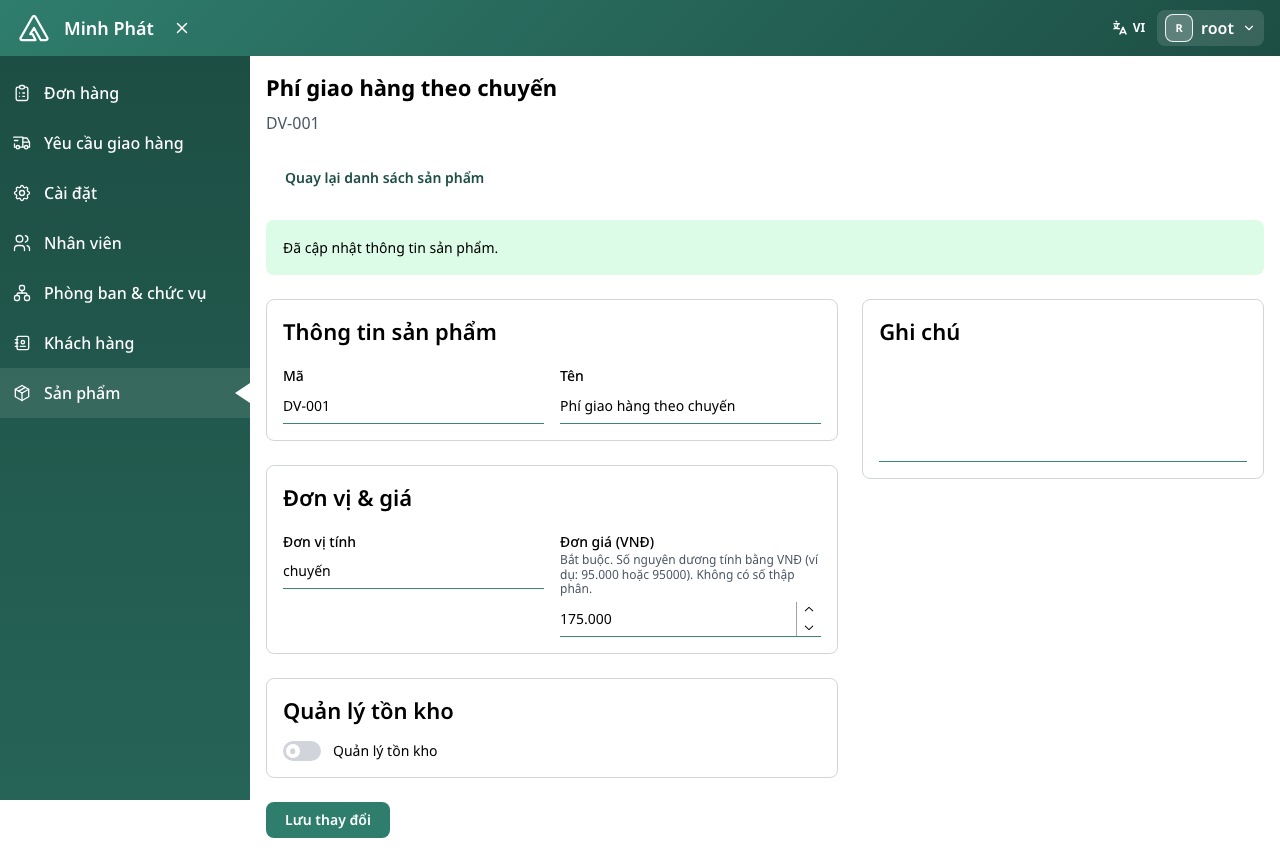 Minh Phát
VI
R
root
Đơn hàng
Yêu cầu giao hàng
Cài đặt
Nhân viên
Phòng ban & chức vụ
Khách hàng
Sản phẩm
Phí giao hàng theo chuyến
DV-001
Quay lại danh sách sản phẩm
Đã cập nhật thông tin sản phẩm.
Thông tin sản phẩm
Mã
Tên
DV-001
Phí giao hàng theo chuyến
Ghi chú
Đơn vị & giá
Đơn vị tính
chuyến
Đơn giá (VNĐ)
Bắt buộc. Số nguyên dương tính bằng VNĐ (ví
dụ: 95.000 hoặc 95000). Không có số thập
phân.
175.000
Quản lý tồn kho
Quản lý tồn kho
Lưu thay đổi